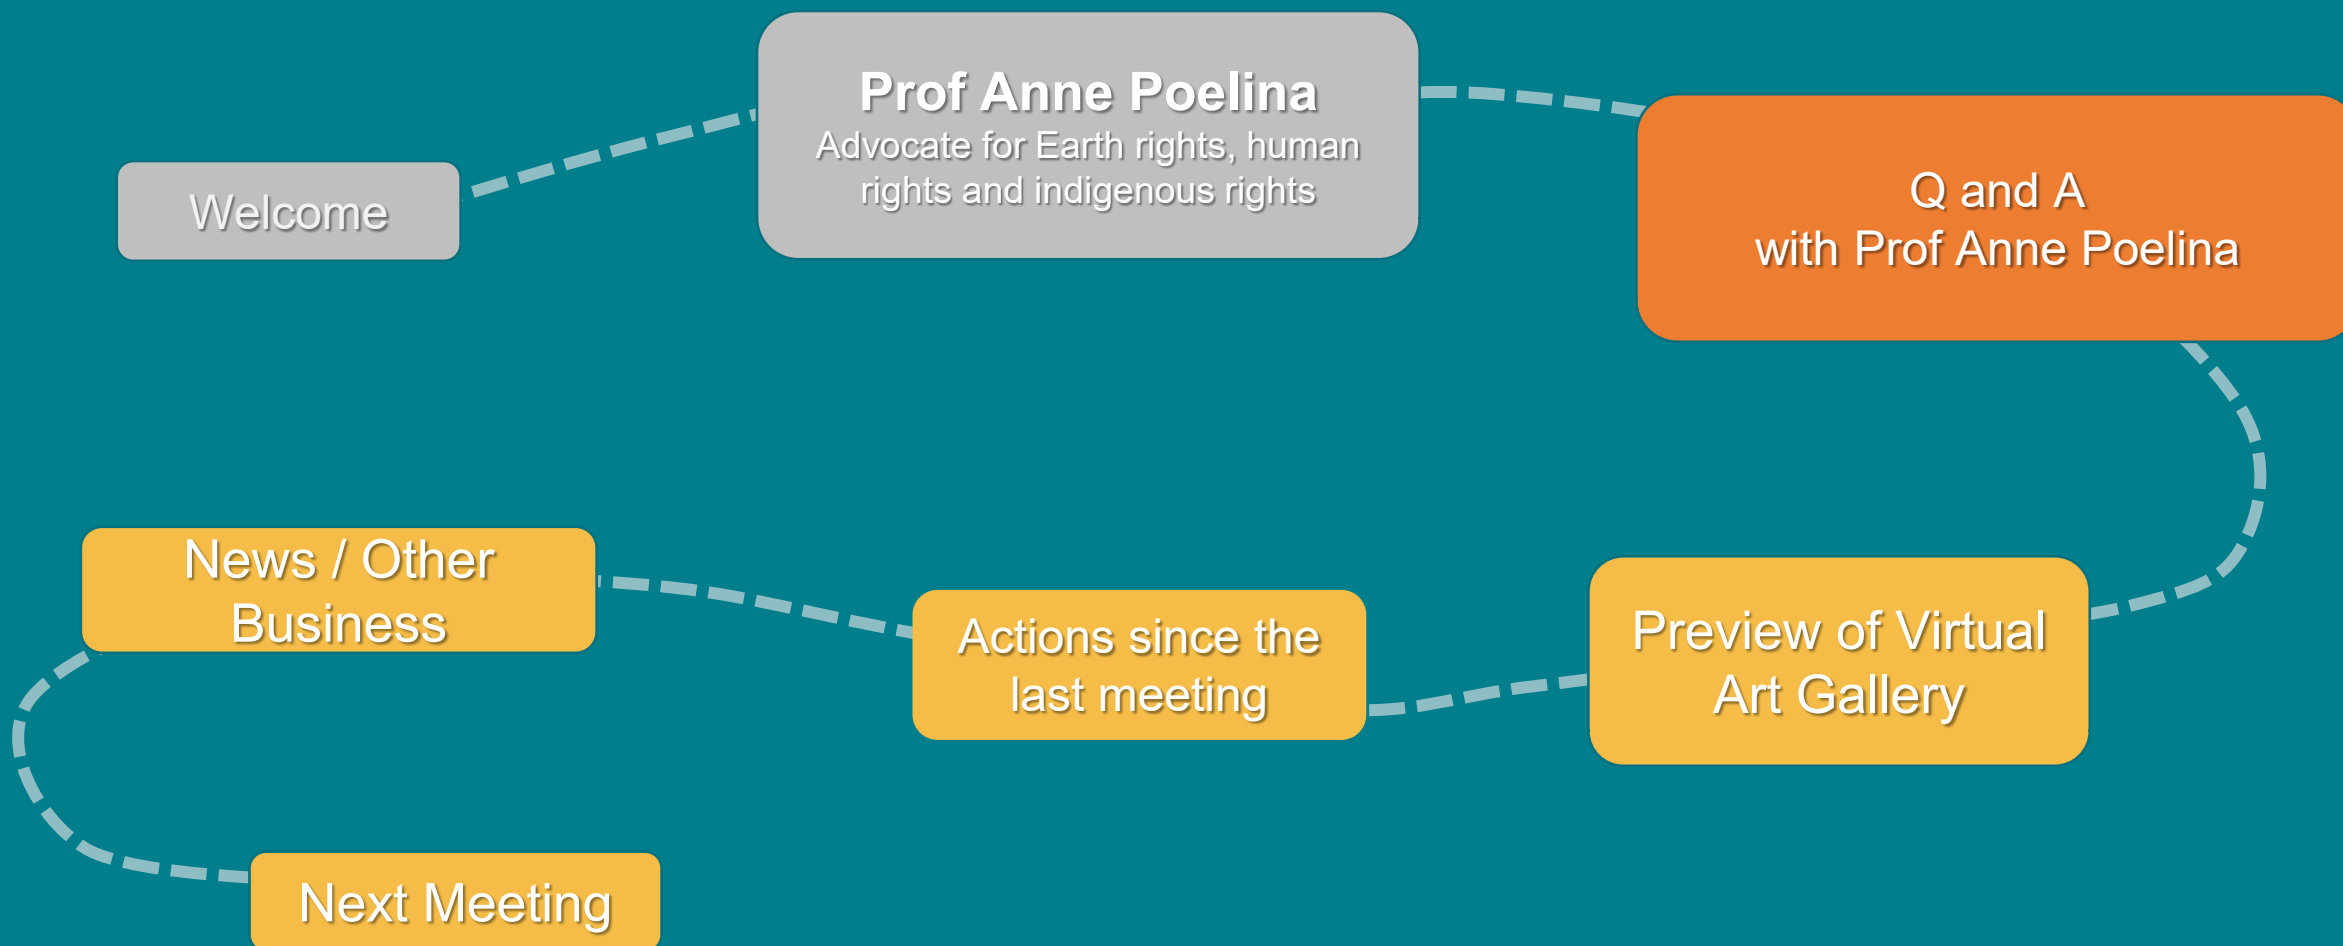 Welcome
Prof Anne Poelina
Advocate for Earth rights, human
rights and indigenous rights
Q and A
with Prof Anne Poelina
Preview of Virtual
Art Gallery
Actions since the
last meeting
News / Other
Business
Next Meeting